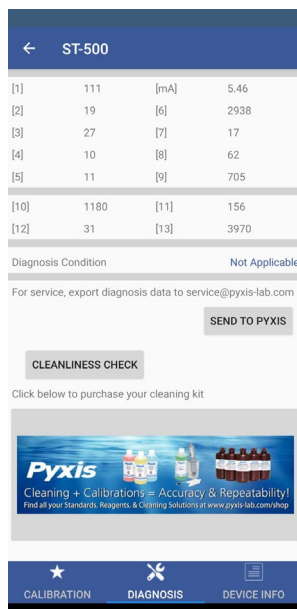 ← ST-500
[1] 111 [mA] 5.46
[2] 19 [6] 2938
[3] 27 [7] 17
[4] 10 [8] 62
[5] 11 [9] 705
[10] 1180 [11] 156
[12] 31 [13] 3970
Diagnosis Condition Not Applicable
For service, export diagnosis data to service@pyxis-lab.com
SEND TO PYXIS
CLEANLINESS CHECK
Click below to purchase your cleaning kit
Pyxis
Cleaning + Calibrations = Accuracy & Repeatability!
Find all your Standards, Reagents, & Cleaning Solutions at www.pyxis-lab.com/shop
CALIBRATION DIAGNOSIS DEVICE INFO